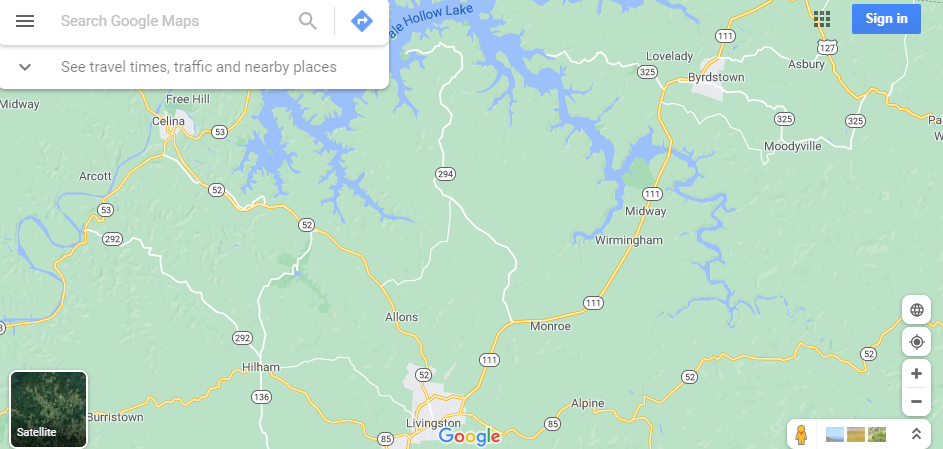 Search Google Maps
ale Hollow Lake
Sign in
See travel times, traffic and nearby places
111
127
Lovelady
Asbury
325
Byrdstown
Midway
Free Hill
Celina
53
325
325
Pa
W
Moodyville
Arcott
294
52
111
53
Midway
52
292
Wirmingham
111
Allons
Monroe
292
111
52
Hilham
52
52
136
Alpine
Burristown
Livingston
85
85
Satellite
Google